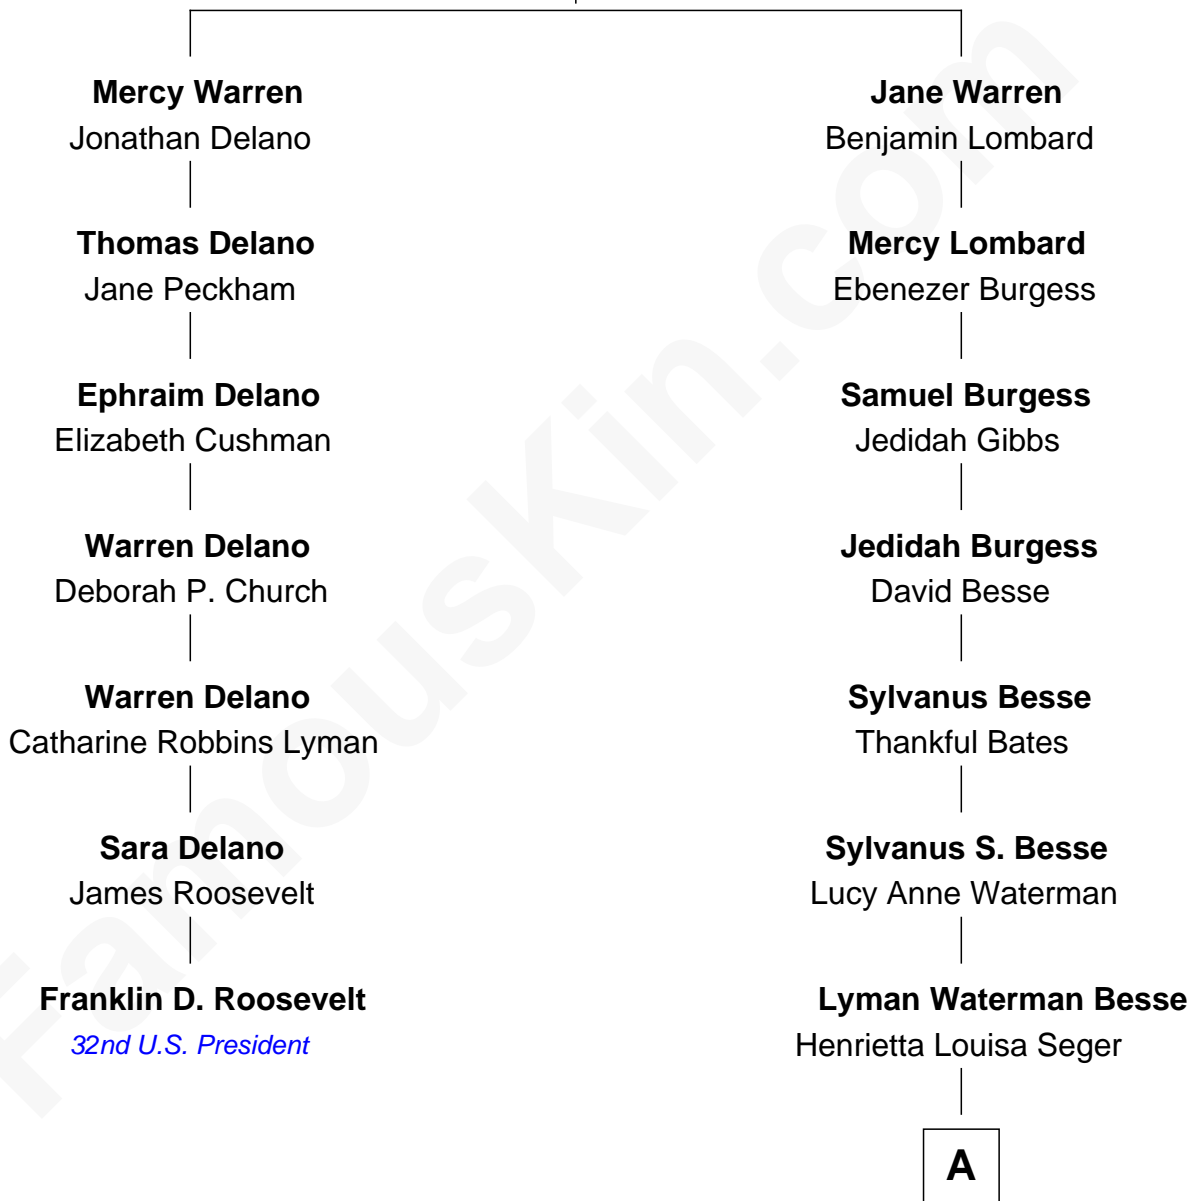 Mercy Warren
Jonathan Delano
Thomas Delano
Jane Peckham
Ephraim Delano
Elizabeth Cushman
Warren Delano
Deborah P. Church
Warren Delano
Catharine Robbins Lyman
Sara Delano
James Roosevelt
Franklin D. Roosevelt
32nd U.S. President
Jane Warren
Benjamin Lombard
Mercy Lombard
Ebenezer Burgess
Samuel Burgess
Jedidah Gibbs
Jedidah Burgess
David Besse
Sylvanus Besse
Thankful Bates
Sylvanus S. Besse
Lucy Anne Waterman
Lyman Waterman Besse
Henrietta Louisa Seger
A
FamousKin.com